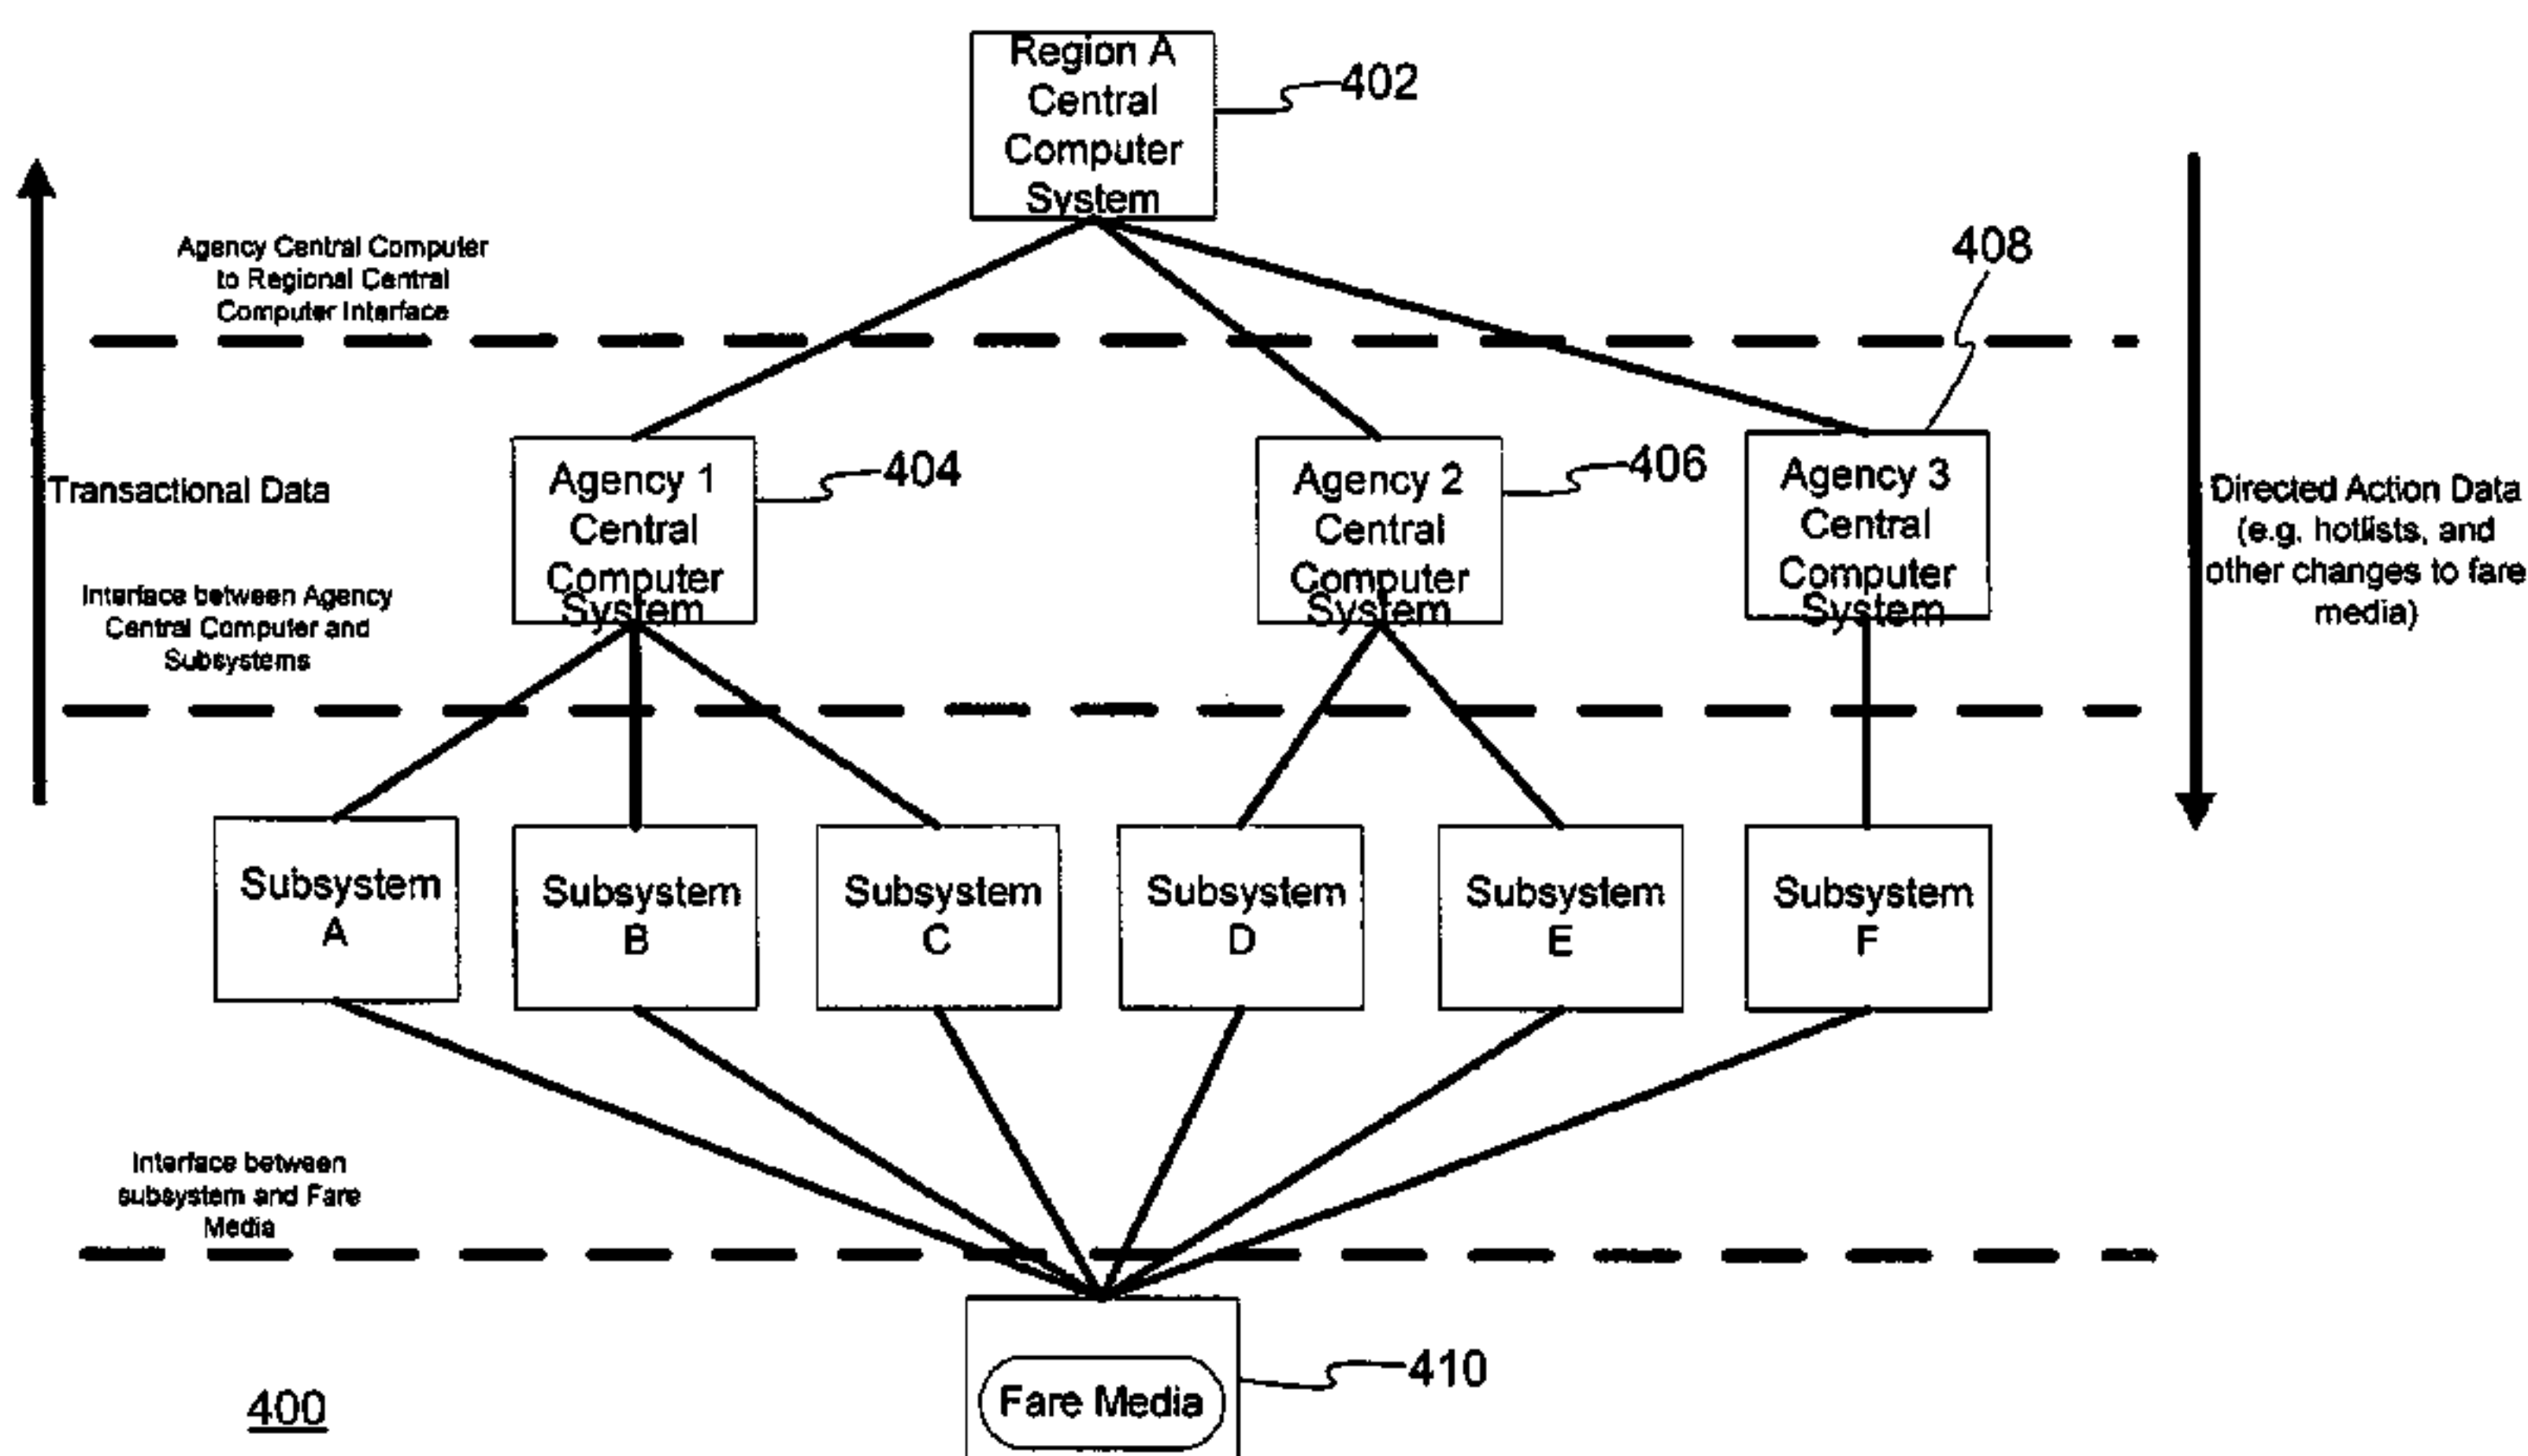 Region A
Central
Computer
System
402
Agency Central Computer
to Regional Central
Computer Interface
408
Transactional Data
Agency 1
Central
Computer
System
404
Agency 2
Central
Computer
System
406
Agency 3
Central
Computer
System
Directed Action Data
(e.g. hotlists, and
other changes to fare
media)
Interface between Agency
Central Computer and
Subsystems
Subsystem
A
Subsystem
B
Subsystem
C
Subsystem
D
Subsystem
E
Subsystem
F
Interface between
subsystem and Fare
Media
Fare Media
410
400